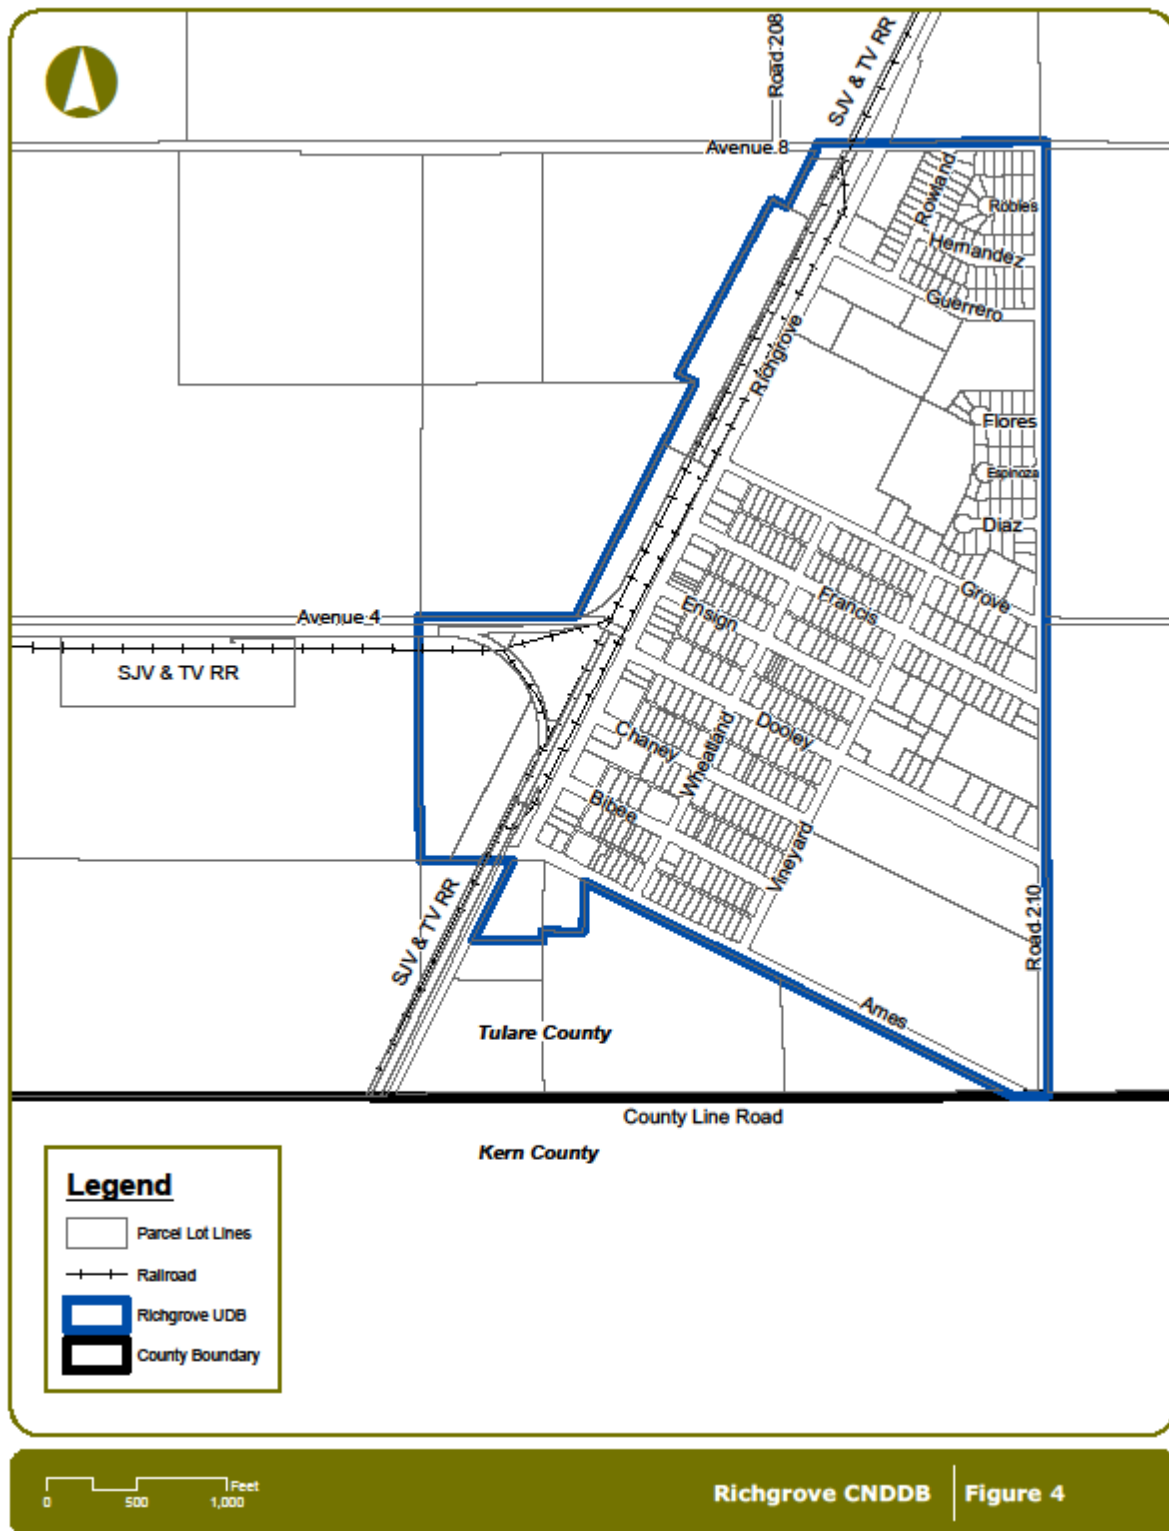 Road 208
SJV & TV RR
Avenue 8
Rowland
Robles
Hernandez
Guerrero
Richgrove
Flores
Espinoza
Diaz
Grove
Francis
Ensign
Avenue 4
SJV & TV RR
Dooley
Wheatland
Chaney
Bibee
Vineyard
Road 210
SJV & TV RR
Ames
Tulare County
County Line Road
Kern County
Legend
Parcel Lot Lines
Railroad
Richgrove UDB
County Boundary
Feet
0 500 1,000
Richgrove CNDDB Figure 4